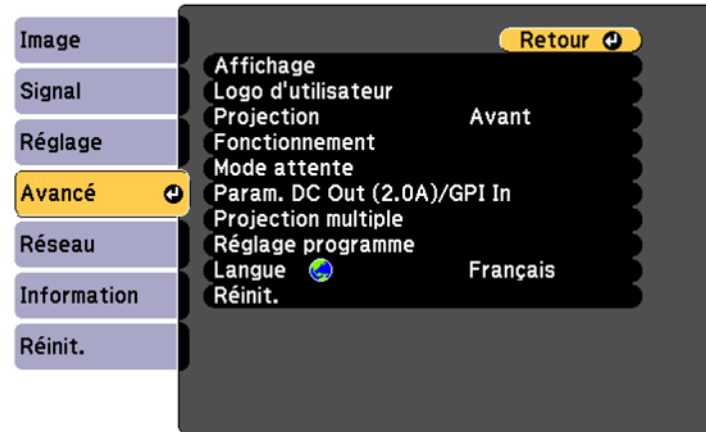 Image
Signal
Réglage
Avancé
Réseau
Information
Réinit.
Retour
Affichage
Logo d'utilisateur
Projection Avant
Fonctionnement
Mode attente
Param. DC Out (2.0A)/GPI In
Projection multiple
Réglage programme
Langue Français
Réinit.